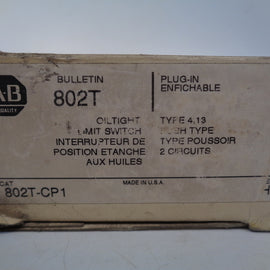 AB
QUALITY
BULLETIN
802T
PLUG-IN
ENFICHABLE
OILTIGHT
LIMIT SWITCH
INTERRUPTEUR DE
POSITION ETANCHE
AUX HUILES
TYPE 4.13
PUSH TYPE
TYPE POUSSOIR
2 CIRCUITS
CAT
802T-CP1
MADE IN U.S.A.